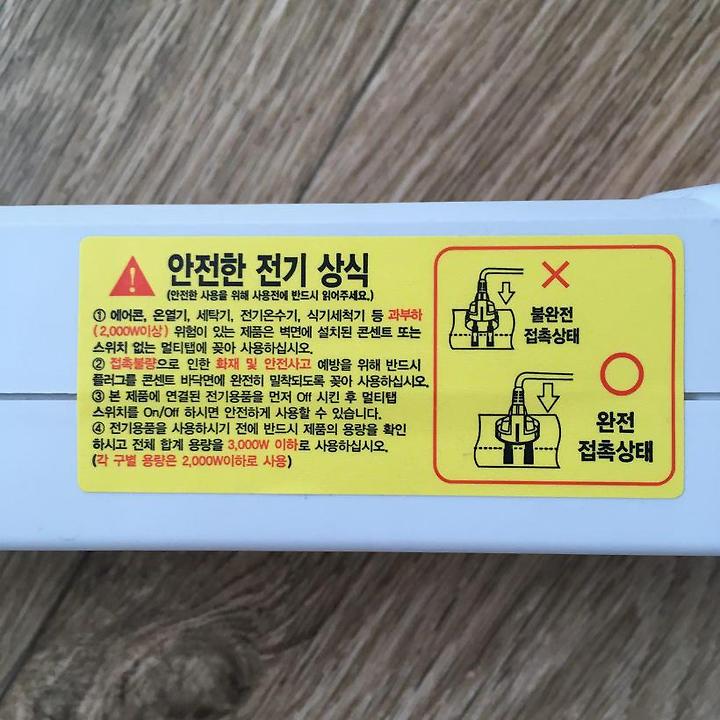 안전한 전기 상식
(안전한 사용을 위해 사용전에 반드시 읽어주세요.)
① 에어콘, 온열기, 세탁기, 전기온수기, 식기세척기 등 과부하
(2,000W이상) 위험이 있는 제품은 벽면에 설치된 콘센트 또는
스위치 없는 멀티탭에 꽂아 사용하십시오.
② 접촉불량으로 인한 화재 및 안전사고 예방을 위해 반드시
플러그를 콘센트 바닥면에 완전히 밀착되도록 꽂아 사용하십시오.
③ 본 제품에 연결된 전기용품을 먼저 Off 시킨 후 멀티탭
스위치를 On/Off 하시면 안전하게 사용할 수 있습니다.
④ 전기용품을 사용하시기 전에 반드시 제품의 용량을 확인
하시고 전체 합계 용량을 3,000W 이하로 사용하십시오.
(각 구별 용량은 2,000W이하로 사용)
불완전
접촉상태
완전
접촉상태